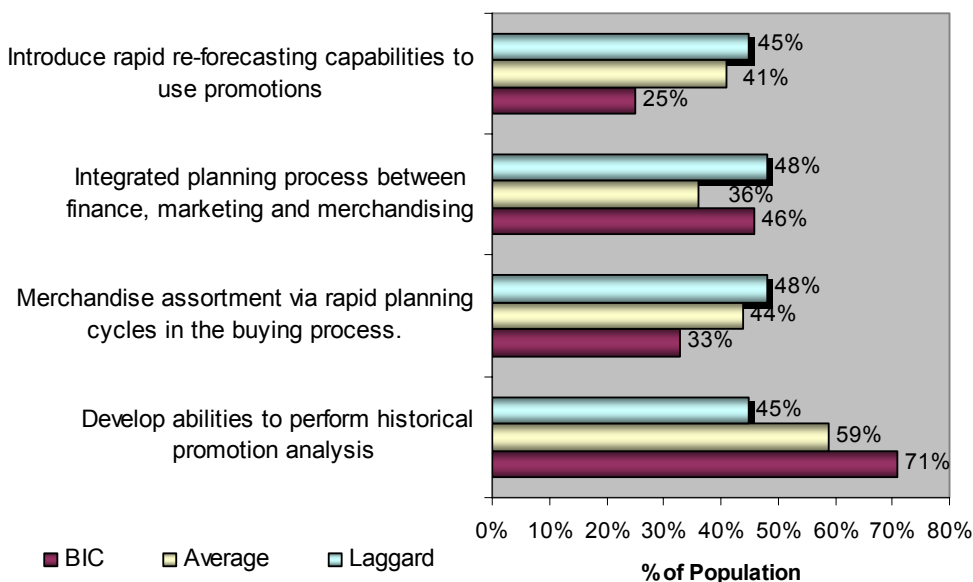 Introduce rapid re-forecasting capabilities to
use promotions
45%
41%
25%
Integrated planning process between
finance, marketing and merchandising
48%
36%
46%
Merchandise assortment via rapid planning
cycles in the buying process.
48%
44%
33%
Develop abilities to perform historical
promotion analysis
45%
59%
71%
0% 10% 20% 30% 40% 50% 60% 70% 80%
% of Population
BIC Average Laggard